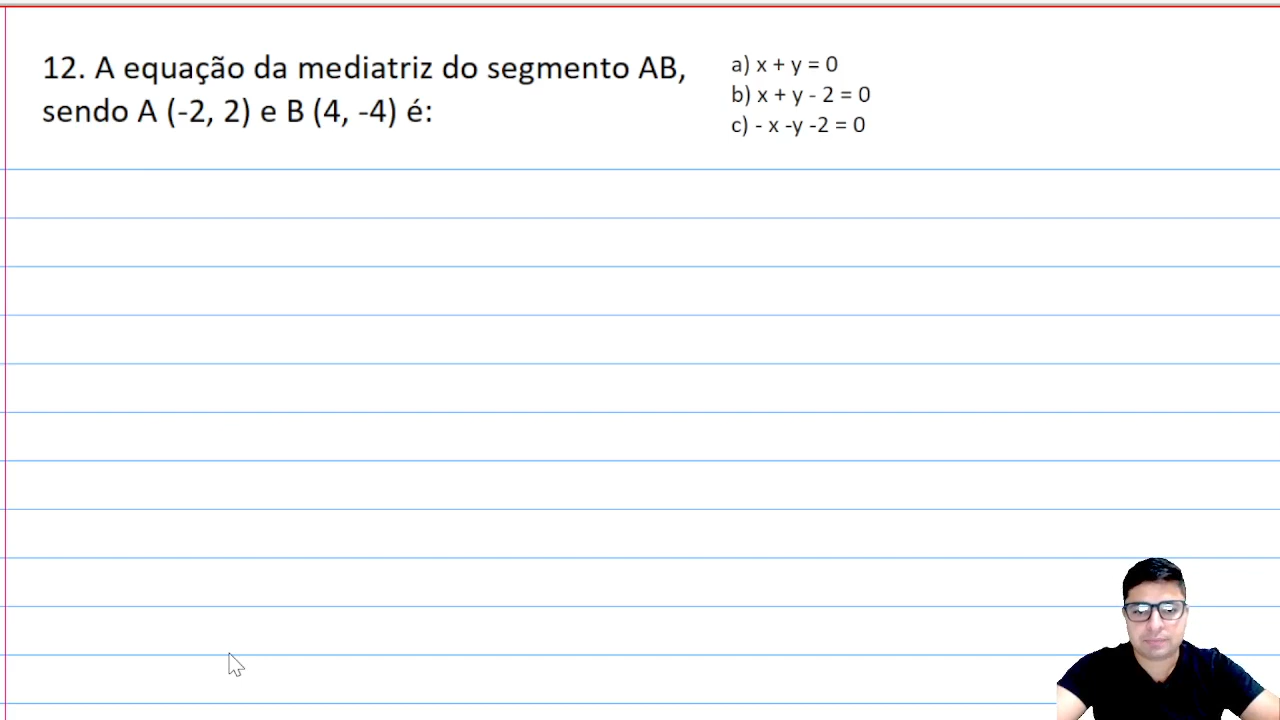 12. A equação da mediatriz do segmento AB,
sendo A (-2, 2) e B (4, -4) é:
a) x + y = 0
b) x + y - 2 = 0
c) - x -y -2 = 0